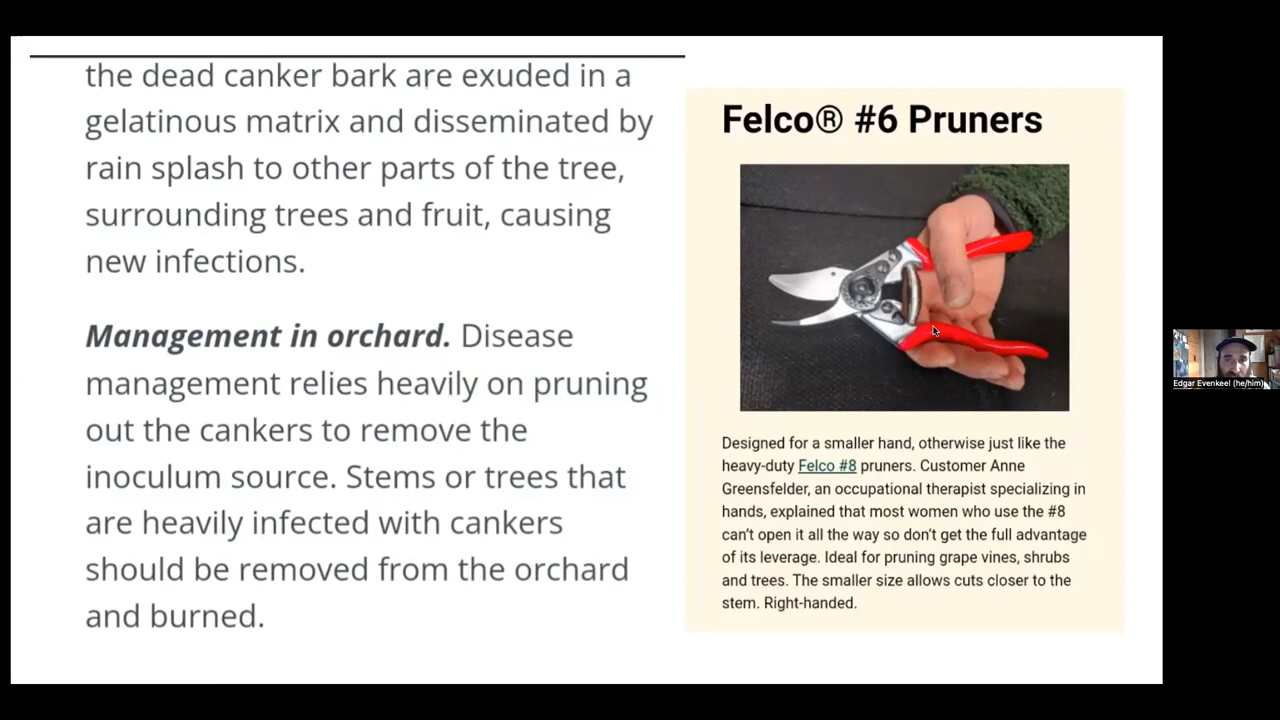 the dead canker bark are exuded in a
gelatinous matrix and disseminated by
rain splash to other parts of the tree,
surrounding trees and fruit, causing
new infections.
Management in orchard. Disease
management relies heavily on pruning
out the cankers to remove the
inoculum source. Stems or trees that
are heavily infected with cankers
should be removed from the orchard
and burned.
Felco® #6 Pruners
Designed for a smaller hand, otherwise just like the
heavy-duty Felco #8 pruners. Customer Anne
Greensfelder, an occupational therapist specializing in
hands, explained that most women who use the #8
can’t open it all the way so don’t get the full advantage
of its leverage. Ideal for pruning grape vines, shrubs
and trees. The smaller size allows cuts closer to the
stem. Right-handed.
Edgar Evenkeel (he/him)